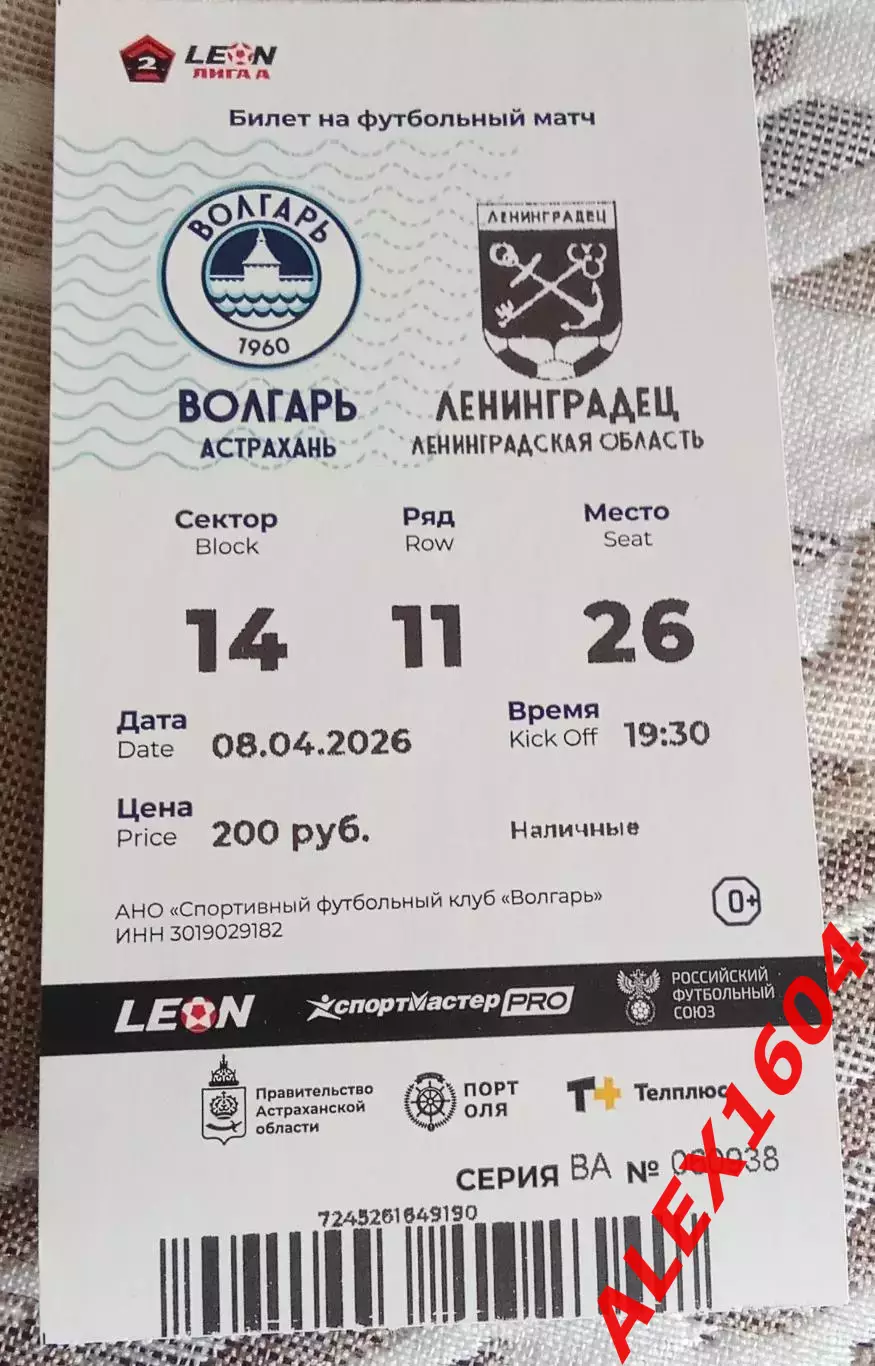 2 LEON
ЛИГА А
Билет на футбольный матч
ВОЛГАРЬ
1960
ЛЕНИНГРАДЕЦ
ВОЛГАРЬ
АСТРАХАНЬ
ЛЕНИНГРАДЕЦ
ЛЕНИНГРАДСКАЯ ОБЛАСТЬ
Сектор Ряд Место
Block Row Seat
14 11 26
Дата
Date 08.04.2026
Время
Kick Off 19:30
Цена
Price 200 руб.
Наличные
АНО «Спортивный футбольный клуб «Волгарь»
ИНН 3019029182
0+
LEON
спортмастер PRO
РОССИЙСКИЙ
ФУТБОЛЬНЫЙ
СОЮЗ
Правительство
Астраханской
области
ПОРТ
ОЛЯ
Т+ Телплюс
СЕРИЯ ВА № 060938
7245261649190
ALEX1604